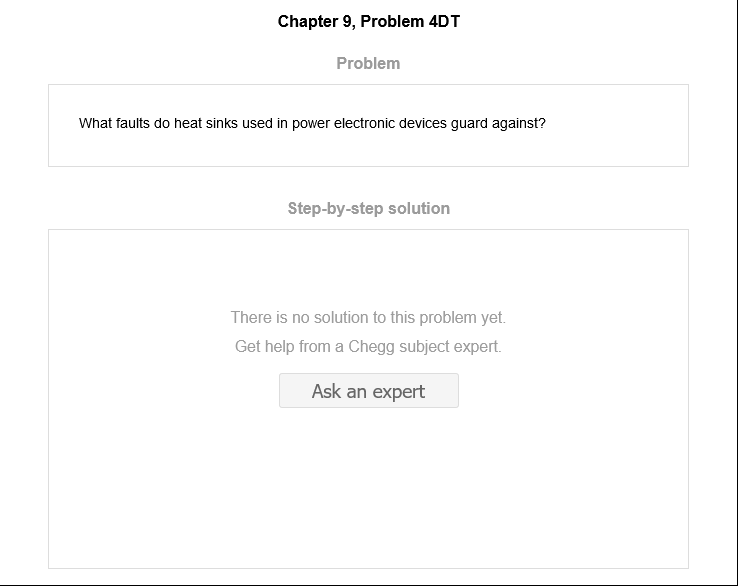 Chapter 9, Problem 4DT
Problem
What faults do heat sinks used in power electronic devices guard against?
Step-by-step solution
There is no solution to this problem yet.
Get help from a Chegg subject expert.
Ask an expert